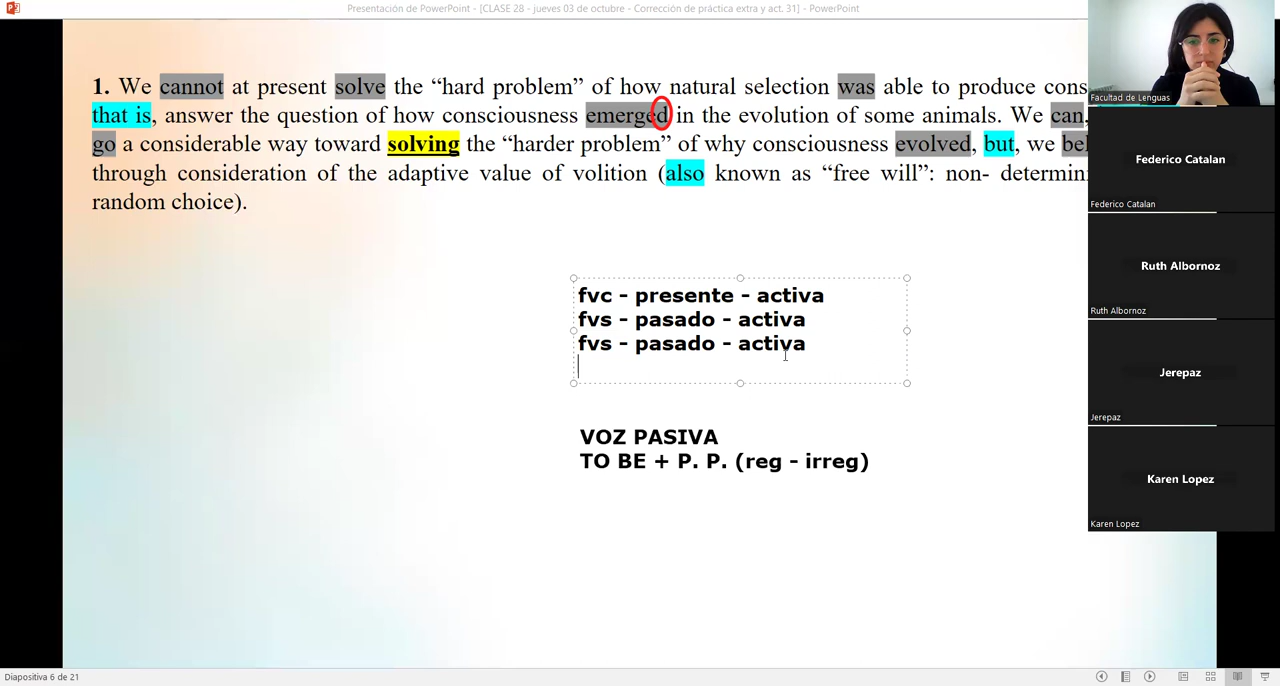 Presentación de PowerPoint - [CLASE 28 - jueves 03 de octubre - Corrección de práctica extra y act. 31] - PowerPoint
1. We cannot at present solve the “hard problem” of how natural selection was able to produce cons
that is, answer the question of how consciousness emerged in the evolution of some animals. We can,
go a considerable way toward solving the “harder problem” of why consciousness evolved, but, we bel
through consideration of the adaptive value of volition (also known as “free will”: non- determini
random choice).
fvc - presente - activa
fvs - pasado - activa
fvs - pasado - activa
VOZ PASIVA
TO BE + P. P. (reg - irreg)
Facultad de Lenguas
Federico Catalan
Federico Catalan
Ruth Albornoz
Ruth Albornoz
Jerepaz
Jerepaz
Karen Lopez
Karen Lopez
Diapositiva 6 de 21